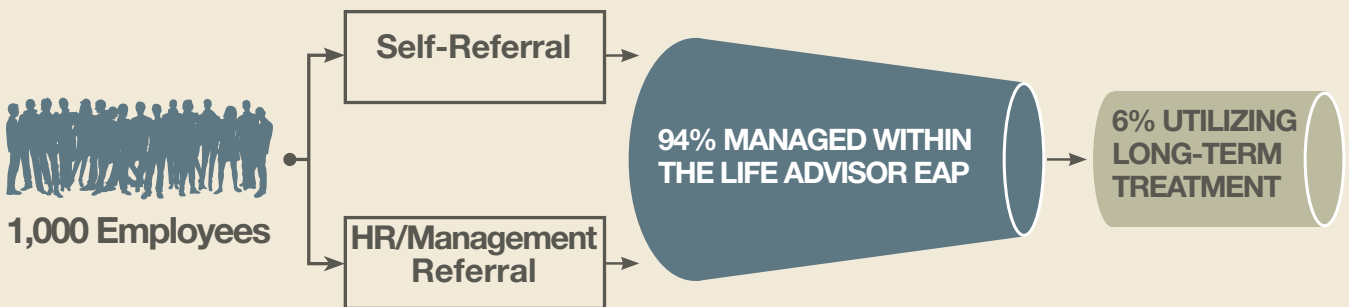 1,000 Employees
Self-Referral
HR/Management
Referral
94% MANAGED WITHIN
THE LIFE ADVISOR EAP
6% UTILIZING
LONG-TERM
TREATMENT